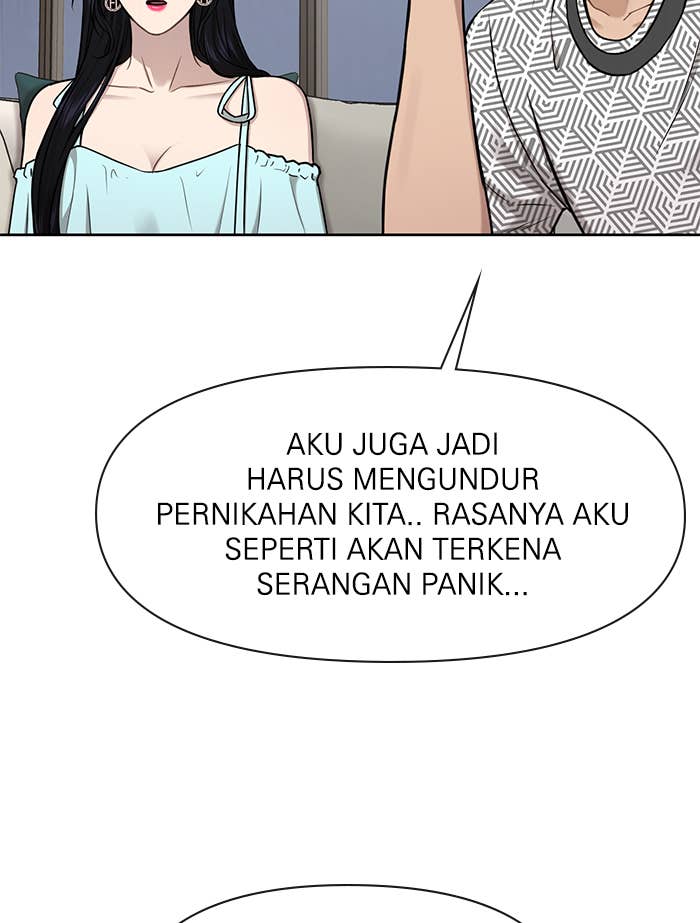 AKU JUGA JADI
HARUS MENGUNDUR
PERNIKAHAN KITA.. RASANYA AKU
SEPERTI AKAN TERKENA
SERANGAN PANIK...